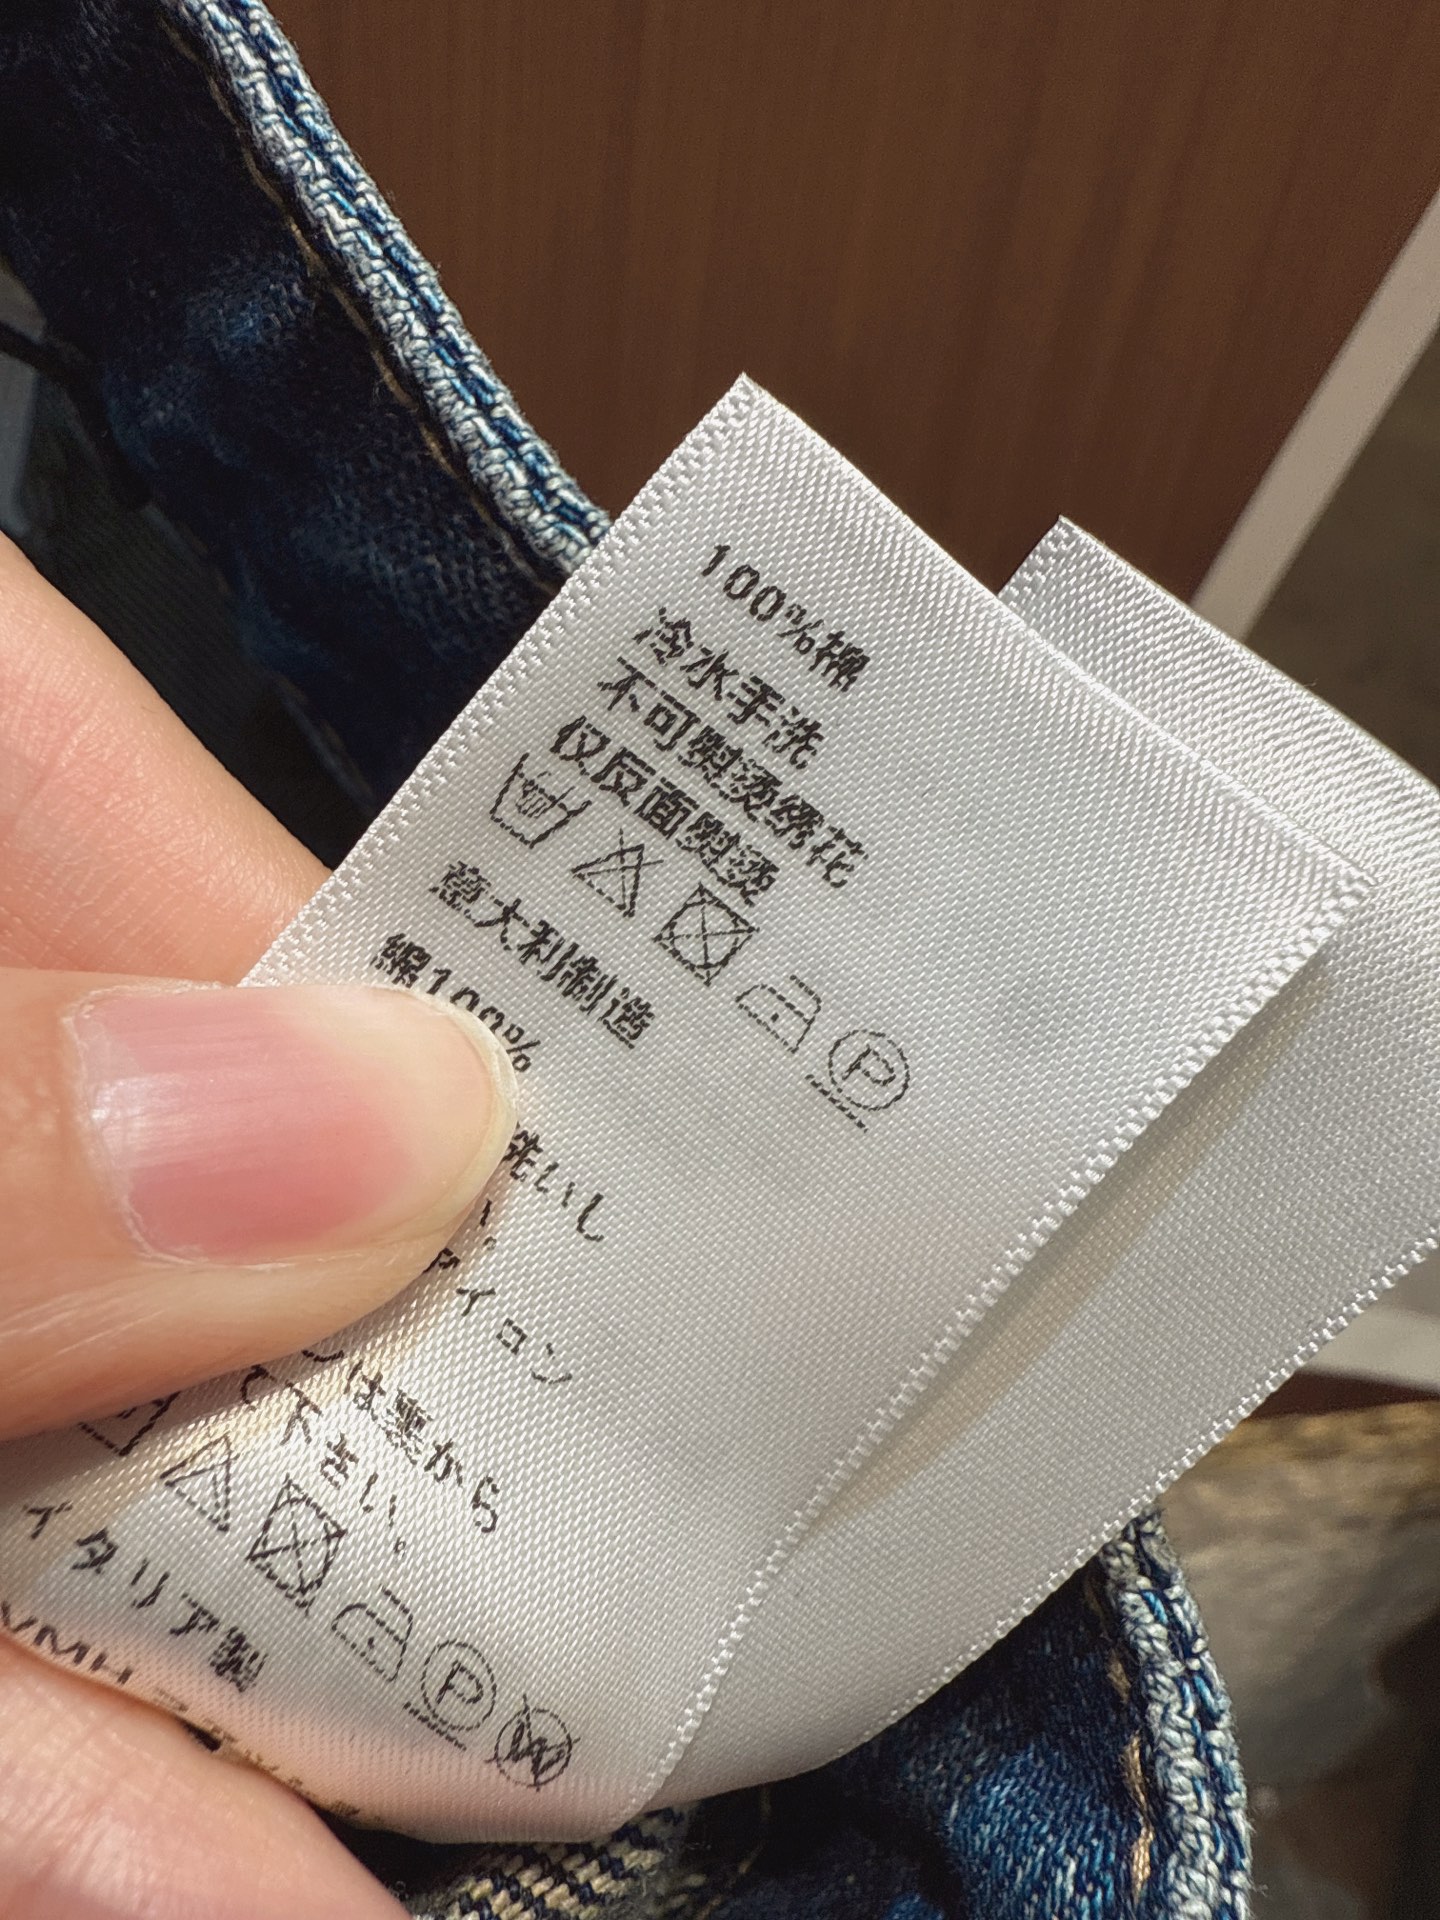 100%棉
冷水手洗
不可熨烫绣花
仅反面熨烫
P
意大利制造
綿100%
洗いし
アイロン
は裏から
て下さい。
P W
イタリア製
VMH